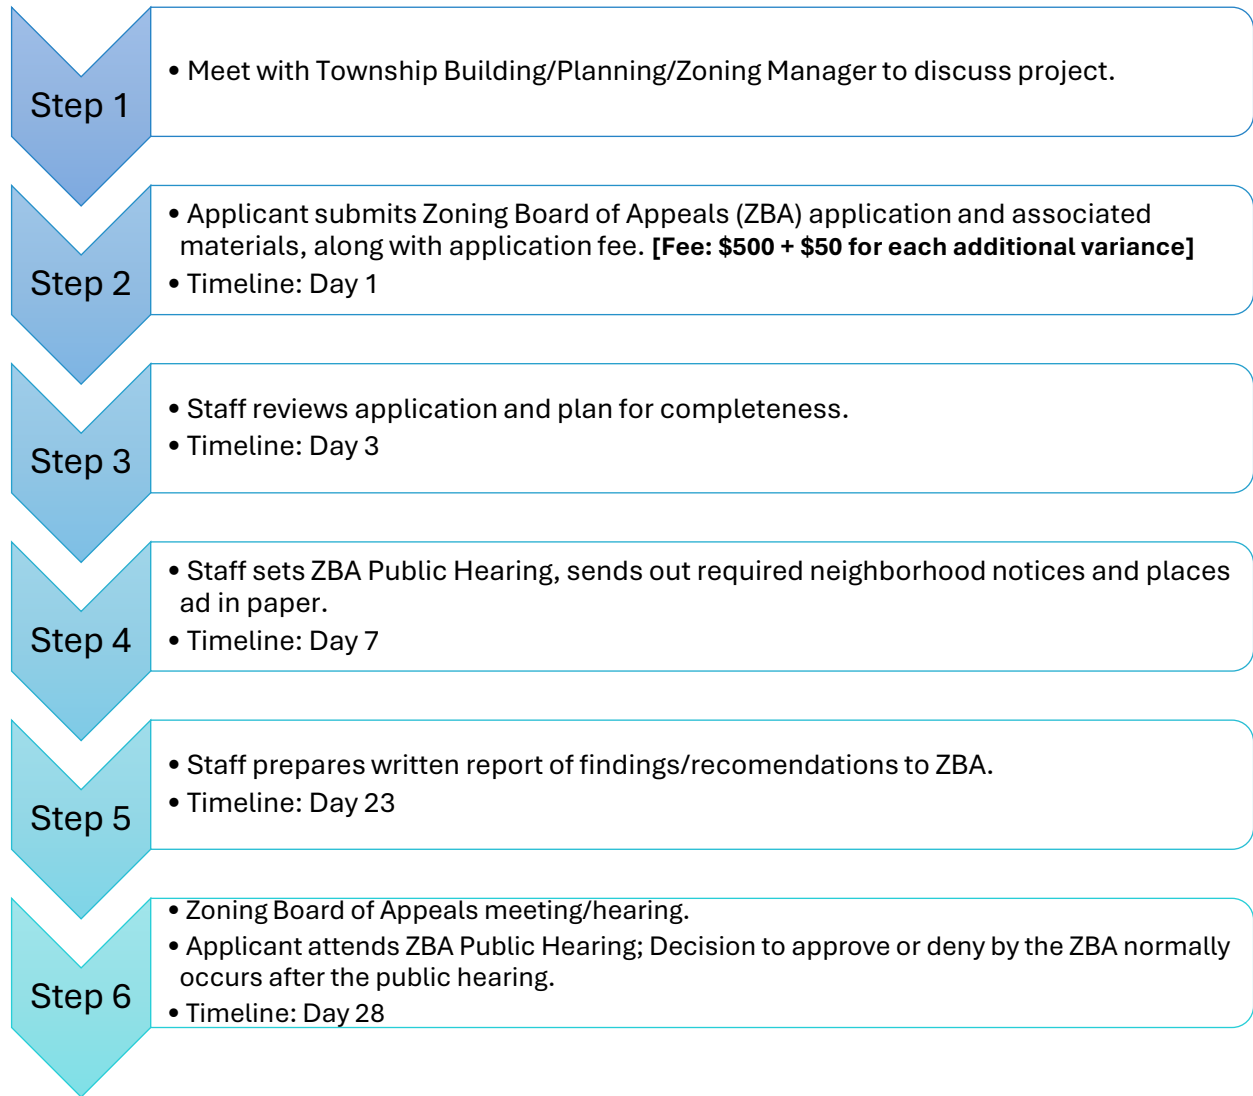 Step 1
• Meet with Township Building/Planning/Zoning Manager to discuss project.
Step 2
• Applicant submits Zoning Board of Appeals (ZBA) application and associated
materials, along with application fee. [Fee: $500 + $50 for each additional variance]
• Timeline: Day 1
Step 3
• Staff reviews application and plan for completeness.
• Timeline: Day 3
Step 4
• Staff sets ZBA Public Hearing, sends out required neighborhood notices and places
ad in paper.
• Timeline: Day 7
Step 5
• Staff prepares written report of findings/recomendations to ZBA.
• Timeline: Day 23
Step 6
• Zoning Board of Appeals meeting/hearing.
• Applicant attends ZBA Public Hearing; Decision to approve or deny by the ZBA normally
occurs after the public hearing.
• Timeline: Day 28